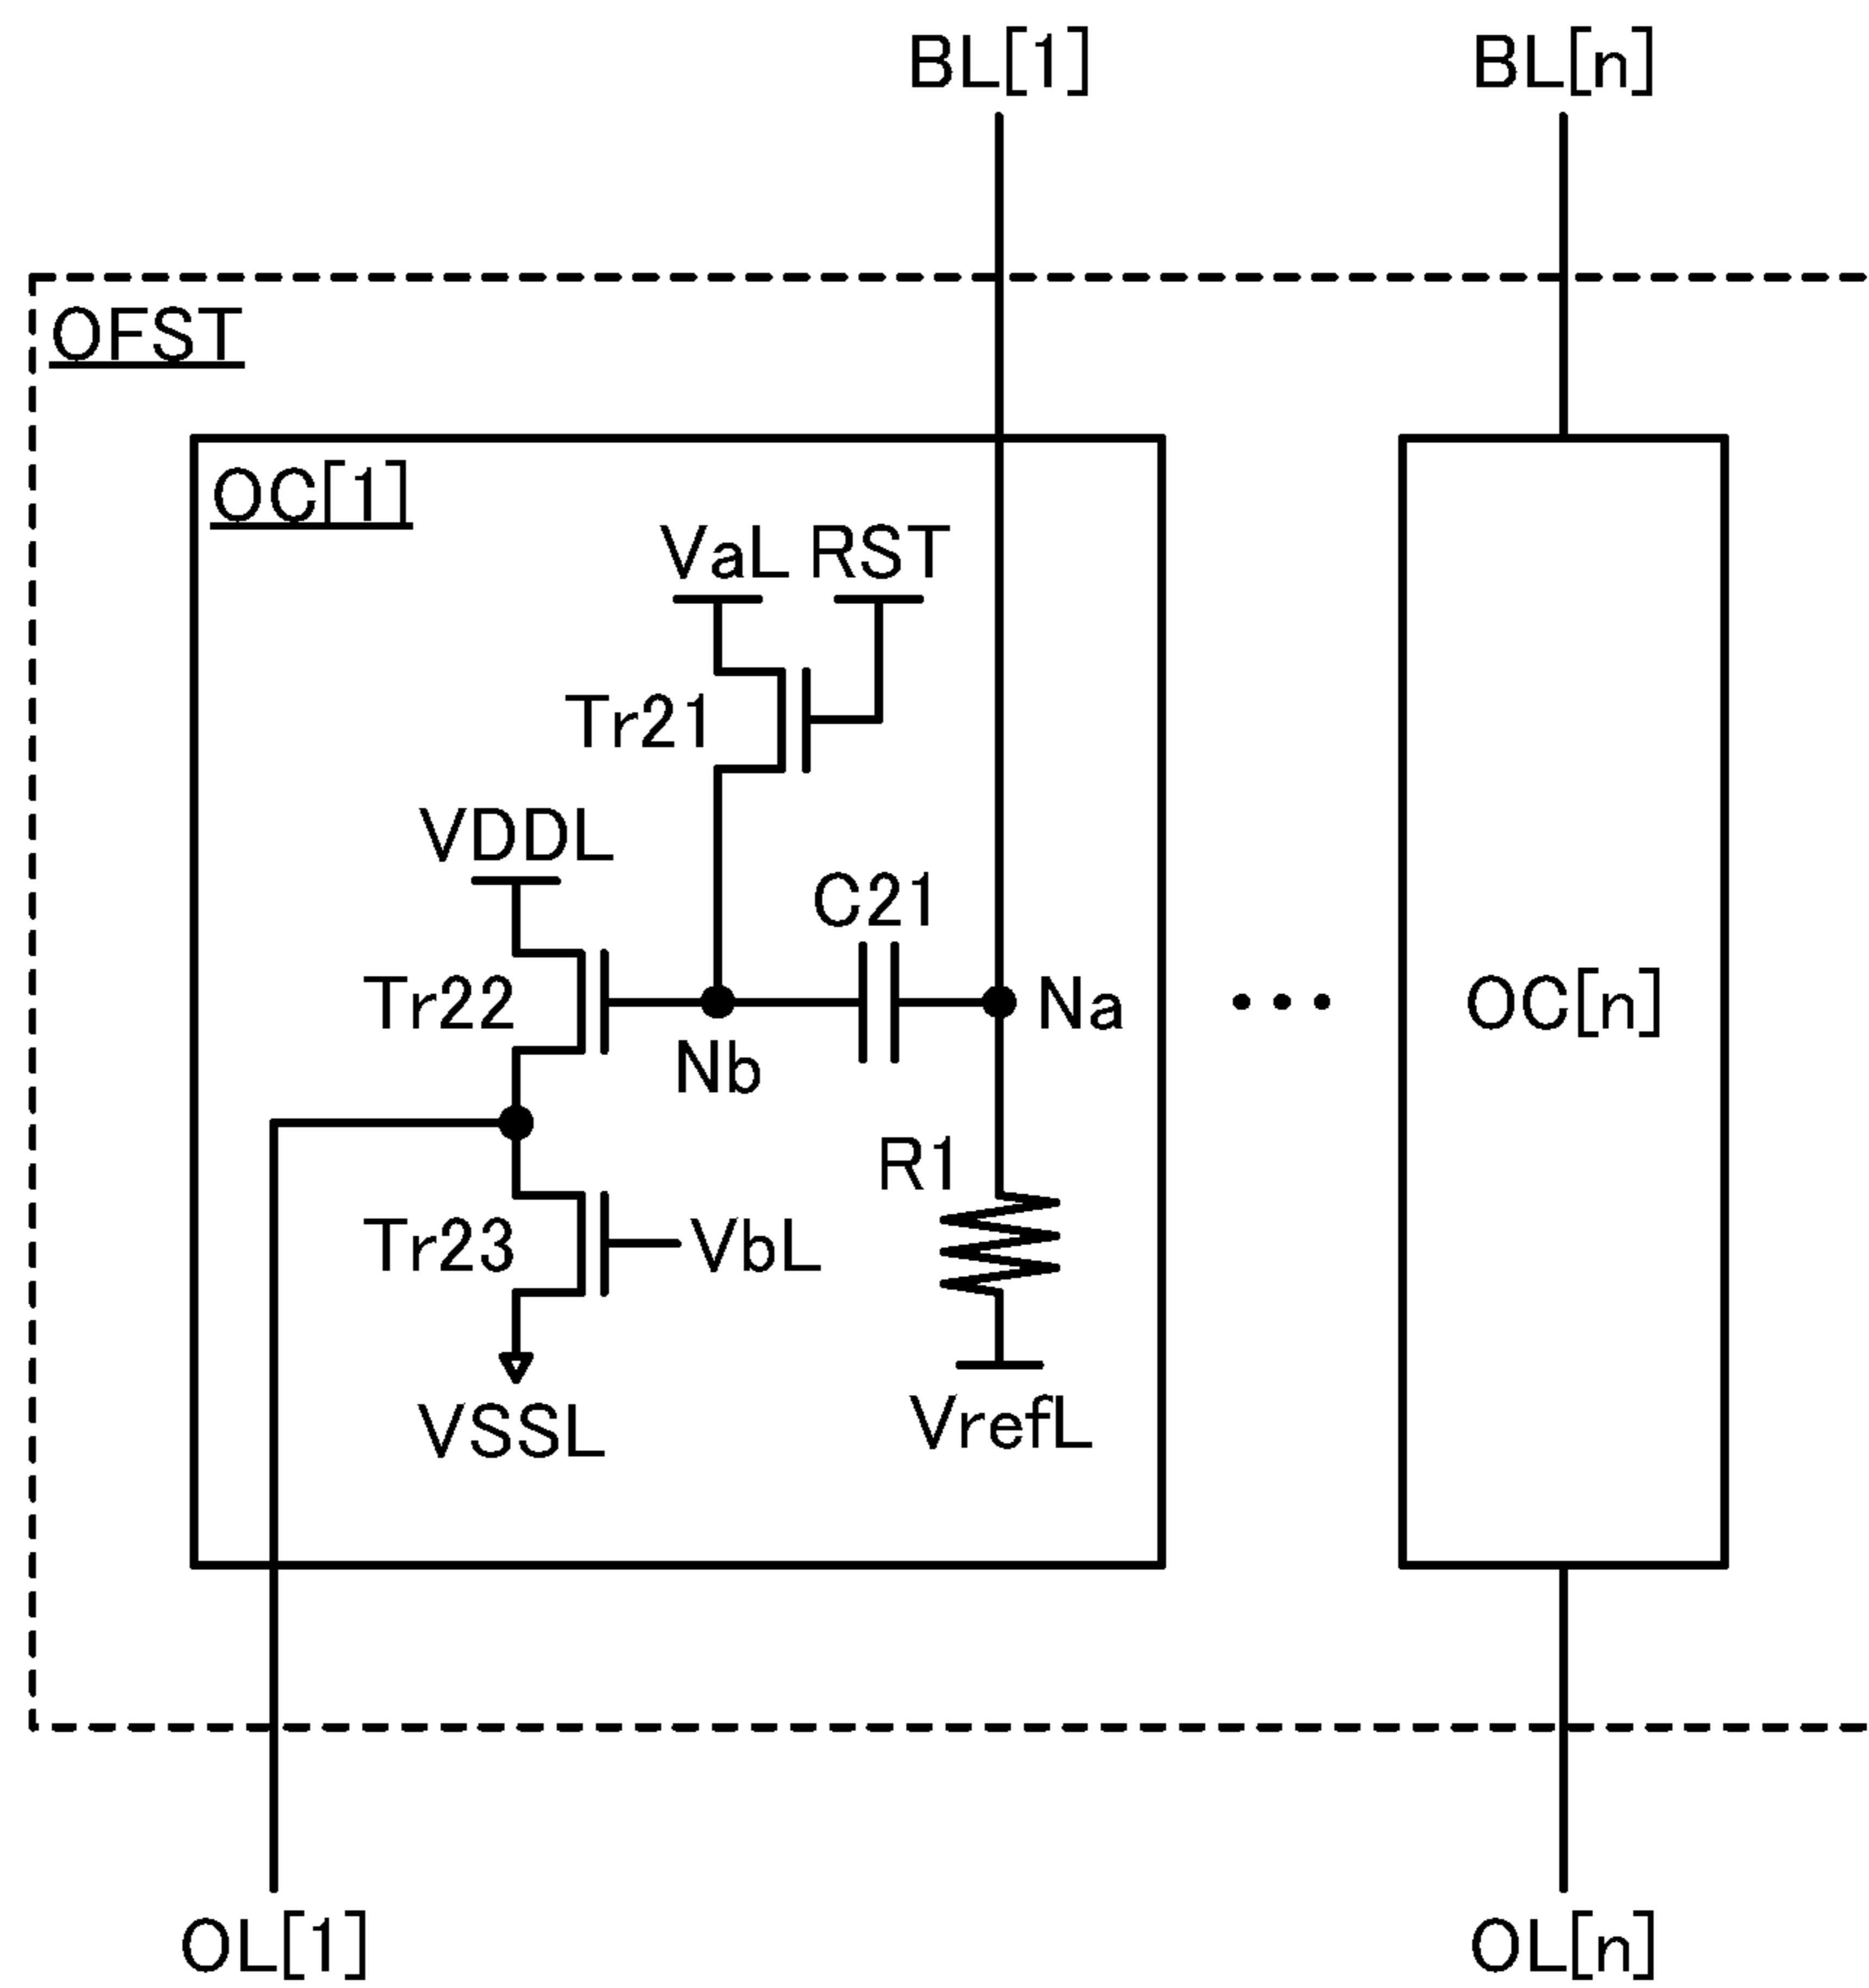 BL[1] BL[n]
OFST
OC[1]
VaL RST
Tr21
VDDL
C21
Tr22 Na ••• OC[n]
Nb
R1
Tr23 VbL
VrefL
VSSL
OL[1] OL[n]